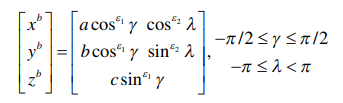 [x^b y^b z^b] = [a cos^{ε₁} γ cos^{ε₂} λ
b cos^{ε₁} γ sin^{ε₂} λ
c sin^{ε₁} γ], −π/2 ≤ γ ≤ π/2
−π ≤ λ < π